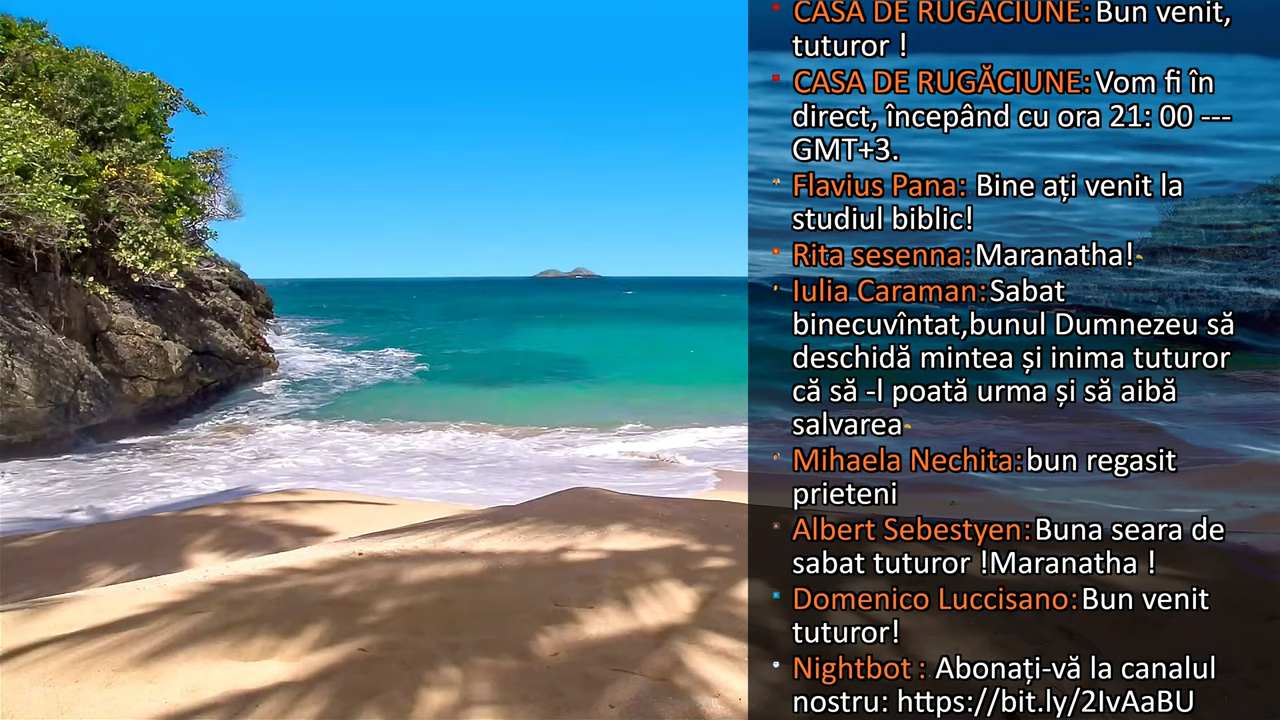 CASA DE RUGĂCIUNE: Bun venit,
tuturor !
CASA DE RUGĂCIUNE: Vom fi în
direct, începând cu ora 21: 00 ---
GMT+3.
Flavius Pana: Bine ați venit la
studiul biblic!
Rita sesenna: Maranatha!
Iulia Caraman: Sabat
binecuvîntat,bunul Dumnezeu să
deschidă mintea și inima tuturor
că să -l poată urma și să aibă
salvarea
Mihaela Nechita: bun regasit
prieteni
Albert Sebestyen: Buna seara de
sabat tuturor !Maranatha !
Domenico Luccisano: Bun venit
tuturor!
Nightbot : Abonați-vă la canalul
nostru: https://bit.ly/2IvAaBU